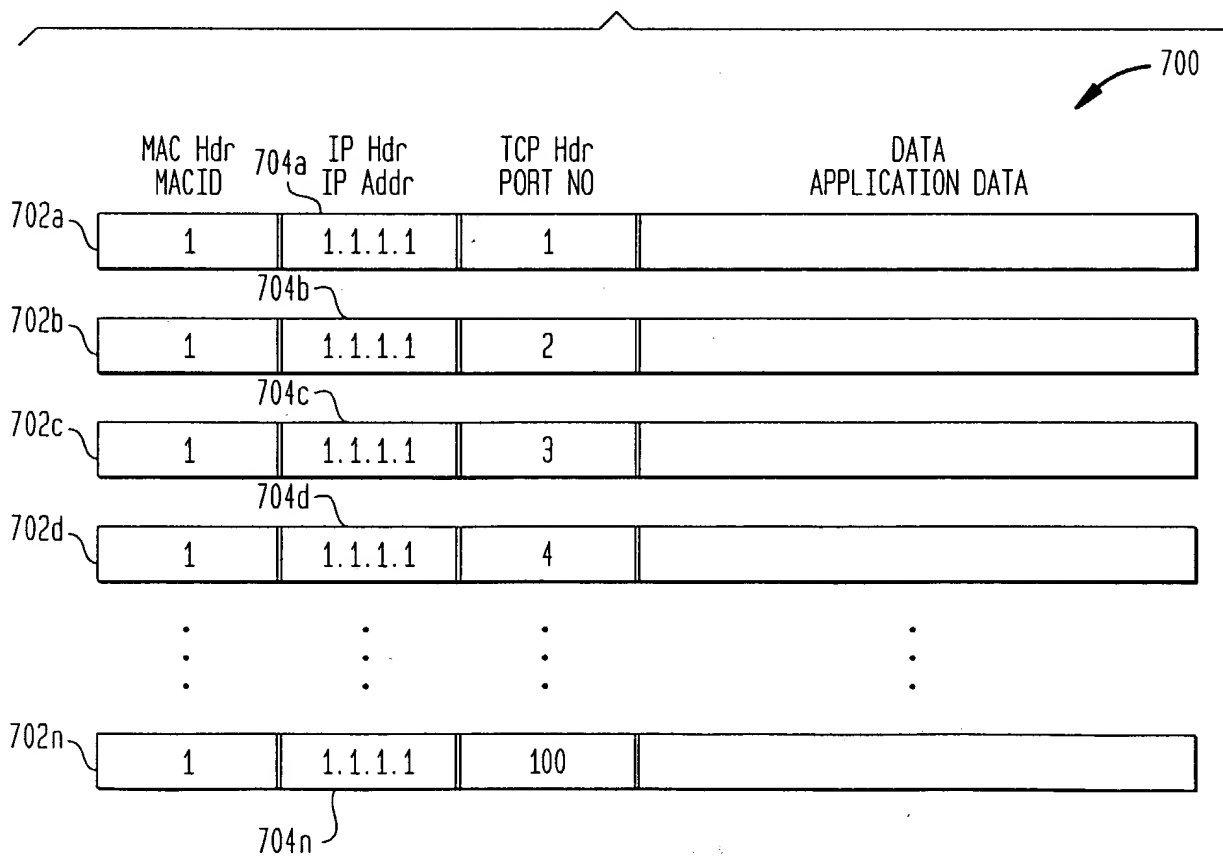 700
MAC Hdr
MACID
704a
IP Hdr
IP Addr
TCP Hdr
PORT NO
DATA
APPLICATION DATA
702a 1 1.1.1.1 1
704b
702b 1 1.1.1.1 2
704c
702c 1 1.1.1.1 3
704d
702d 1 1.1.1.1 4
702n 1 1.1.1.1 100
704n